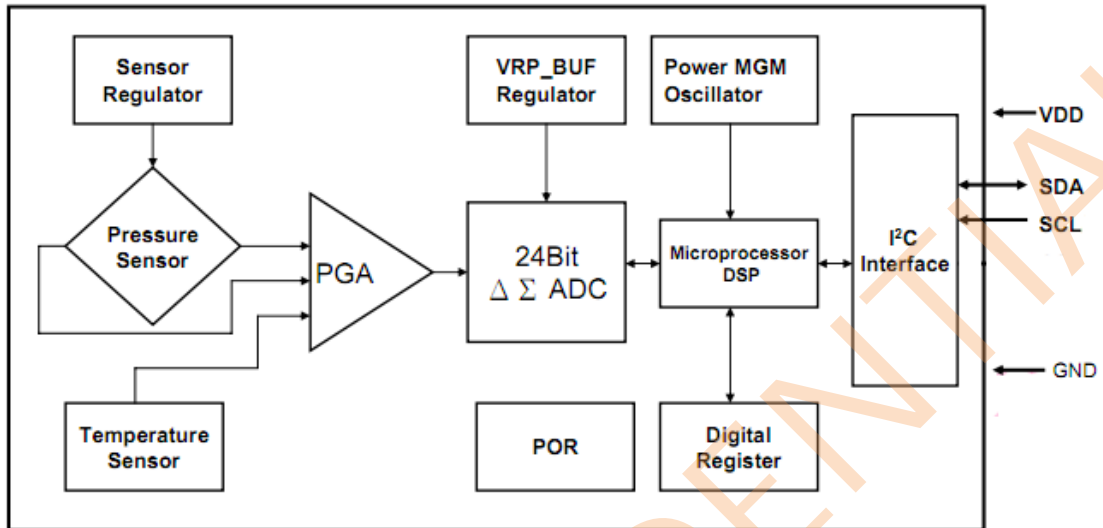 Sensor
Regulator
VRP_BUF
Regulator
Power MGM
Oscillator
VDD
SDA
SCL
Pressure
Sensor
PGA
24Bit
Δ Σ ADC
Microprocessor
DSP
I²C
Interface
GND
Temperature
Sensor
POR
Digital
Register
DENTIA